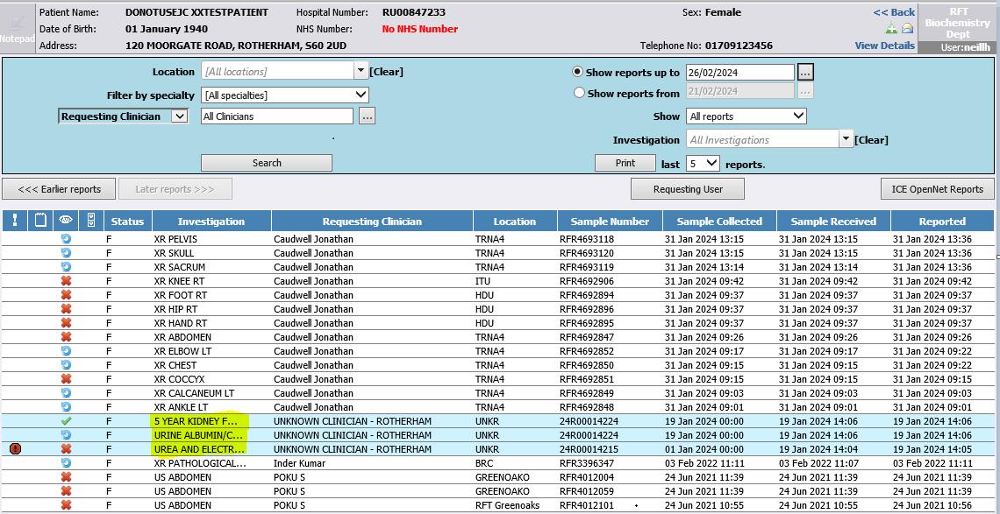 Notepad
Patient Name: DONOTUSEJC XXTESTPATIENT Hospital Number: RU00847233 Sex: Female << Back
Date of Birth: 01 January 1940 NHS Number: No NHS Number
Address: 120 MOORGATE ROAD, ROTHERHAM, S60 2UD Telephone No: 01709123456 View Details
RFT
Biochemistry
Dept
User:neillh
Location [All locations] [Clear] Show reports up to 26/02/2024 ...
Filter by specialty [All specialties] Show reports from 21/02/2024 ...
Requesting Clinician All Clinicians ... Show All reports
Investigation All Investigations [Clear]
Search Print last 5 reports.
<<< Earlier reports Later reports >>> Requesting User ICE OpenNet Reports
! Status Investigation Requesting Clinician Location Sample Number Sample Collected Sample Received Reported
F XR PELVIS Caudwell Jonathan TRNA4 RFR4693118 31 Jan 2024 13:15 31 Jan 2024 13:15 31 Jan 2024 13:36
F XR SKULL Caudwell Jonathan TRNA4 RFR4693120 31 Jan 2024 13:15 31 Jan 2024 13:15 31 Jan 2024 13:36
F XR SACRUM Caudwell Jonathan TRNA4 RFR4693119 31 Jan 2024 13:14 31 Jan 2024 13:14 31 Jan 2024 13:36
F XR KNEE RT Caudwell Jonathan ITU RFR4692906 31 Jan 2024 09:42 31 Jan 2024 09:42 31 Jan 2024 09:42
F XR FOOT RT Caudwell Jonathan HDU RFR4692894 31 Jan 2024 09:37 31 Jan 2024 09:37 31 Jan 2024 09:37
F XR HIP RT Caudwell Jonathan HDU RFR4692896 31 Jan 2024 09:37 31 Jan 2024 09:37 31 Jan 2024 09:37
F XR HAND RT Caudwell Jonathan HDU RFR4692895 31 Jan 2024 09:37 31 Jan 2024 09:37 31 Jan 2024 09:37
F XR ABDOMEN Caudwell Jonathan TRNA4 RFR4692847 31 Jan 2024 09:26 31 Jan 2024 09:26 31 Jan 2024 09:26
F XR ELBOW LT Caudwell Jonathan TRNA4 RFR4692852 31 Jan 2024 09:17 31 Jan 2024 09:17 31 Jan 2024 09:22
F XR CHEST Caudwell Jonathan TRNA4 RFR4692850 31 Jan 2024 09:15 31 Jan 2024 09:15 31 Jan 2024 09:22
F XR COCCYX Caudwell Jonathan TRNA4 RFR4692851 31 Jan 2024 09:15 31 Jan 2024 09:15 31 Jan 2024 09:15
F XR CALCANEUM LT Caudwell Jonathan TRNA4 RFR4692849 31 Jan 2024 09:03 31 Jan 2024 09:03 31 Jan 2024 09:03
F XR ANKLE LT Caudwell Jonathan TRNA4 RFR4692848 31 Jan 2024 09:01 31 Jan 2024 09:01 31 Jan 2024 09:01
F 5 YEAR KIDNEY F... UNKNOWN CLINICIAN - ROTHERHAM UNKR 24R00014224 19 Jan 2024 00:00 19 Jan 2024 14:06 19 Jan 2024 14:06
F URINE ALBUMIN/C... UNKNOWN CLINICIAN - ROTHERHAM UNKR 24R00014224 19 Jan 2024 00:00 19 Jan 2024 14:06 19 Jan 2024 14:06
! F UREA AND ELECTR... UNKNOWN CLINICIAN - ROTHERHAM UNKR 24R00014215 01 Jan 2024 00:00 19 Jan 2024 14:04 19 Jan 2024 14:05
F XR PATHOLOGICAL... Inder Kumar BRC RFR3396347 03 Feb 2022 11:11 03 Feb 2022 11:07 03 Feb 2022 11:11
F US ABDOMEN POKU S GREENOAKO RFR4012004 24 Jun 2021 11:39 24 Jun 2021 11:39 24 Jun 2021 11:39
F US ABDOMEN POKU S GREENOAKO RFR4012059 24 Jun 2021 11:39 24 Jun 2021 11:39 24 Jun 2021 11:39
F US ABDOMEN POKU S RFT Greenoaks RFR4012101 24 Jun 2021 10:55 24 Jun 2021 10:55 24 Jun 2021 10:56